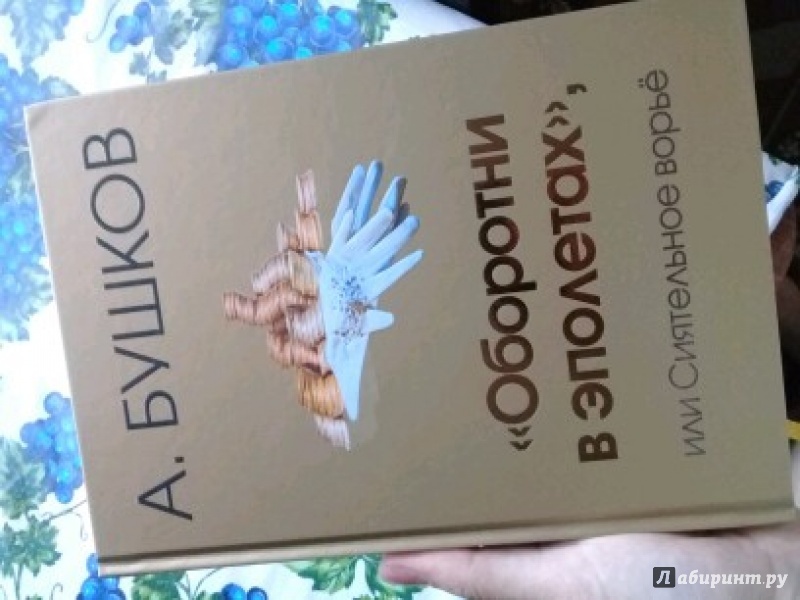 А. БУШКОВ
«Оборотни
в эполетах»,
или Сиятельное ворьё
Лабиринт.ру